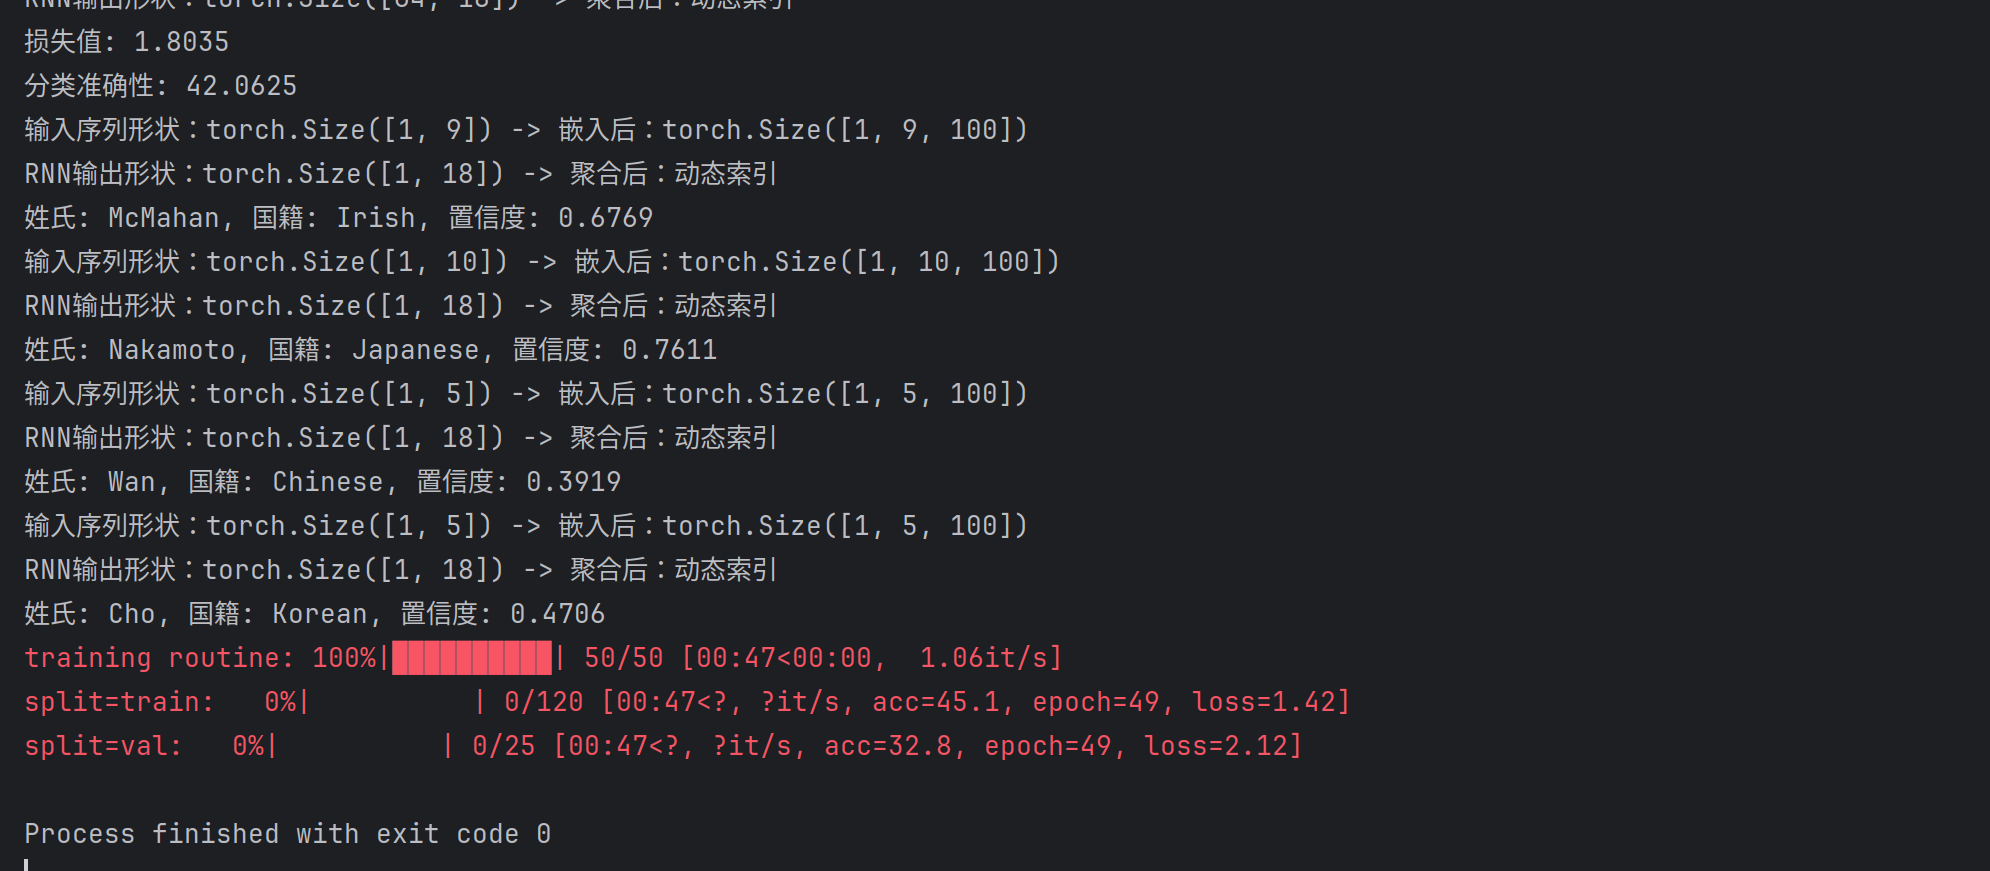 RNN输出形状：torch.Size([64, 18]) -> 聚合后：动态索引
损失值: 1.8035
分类准确性: 42.0625
输入序列形状：torch.Size([1, 9]) -> 嵌入后：torch.Size([1, 9, 100])
RNN输出形状：torch.Size([1, 18]) -> 聚合后：动态索引
姓氏: McMahan, 国籍: Irish, 置信度: 0.6769
输入序列形状：torch.Size([1, 10]) -> 嵌入后：torch.Size([1, 10, 100])
RNN输出形状：torch.Size([1, 18]) -> 聚合后：动态索引
姓氏: Nakamoto, 国籍: Japanese, 置信度: 0.7611
输入序列形状：torch.Size([1, 5]) -> 嵌入后：torch.Size([1, 5, 100])
RNN输出形状：torch.Size([1, 18]) -> 聚合后：动态索引
姓氏: Wan, 国籍: Chinese, 置信度: 0.3919
输入序列形状：torch.Size([1, 5]) -> 嵌入后：torch.Size([1, 5, 100])
RNN输出形状：torch.Size([1, 18]) -> 聚合后：动态索引
姓氏: Cho, 国籍: Korean, 置信度: 0.4706
training routine: 100%|██████████| 50/50 [00:47<00:00,  1.06it/s]
split=train:   0%|          | 0/120 [00:47<?, ?it/s, acc=45.1, epoch=49, loss=1.42]
split=val:   0%|          | 0/25 [00:47<?, ?it/s, acc=32.8, epoch=49, loss=2.12]
Process finished with exit code 0